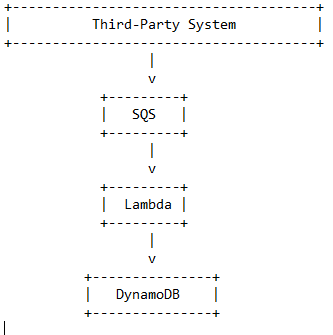 Third-Party System
v
SQS
v
Lambda
v
DynamoDB